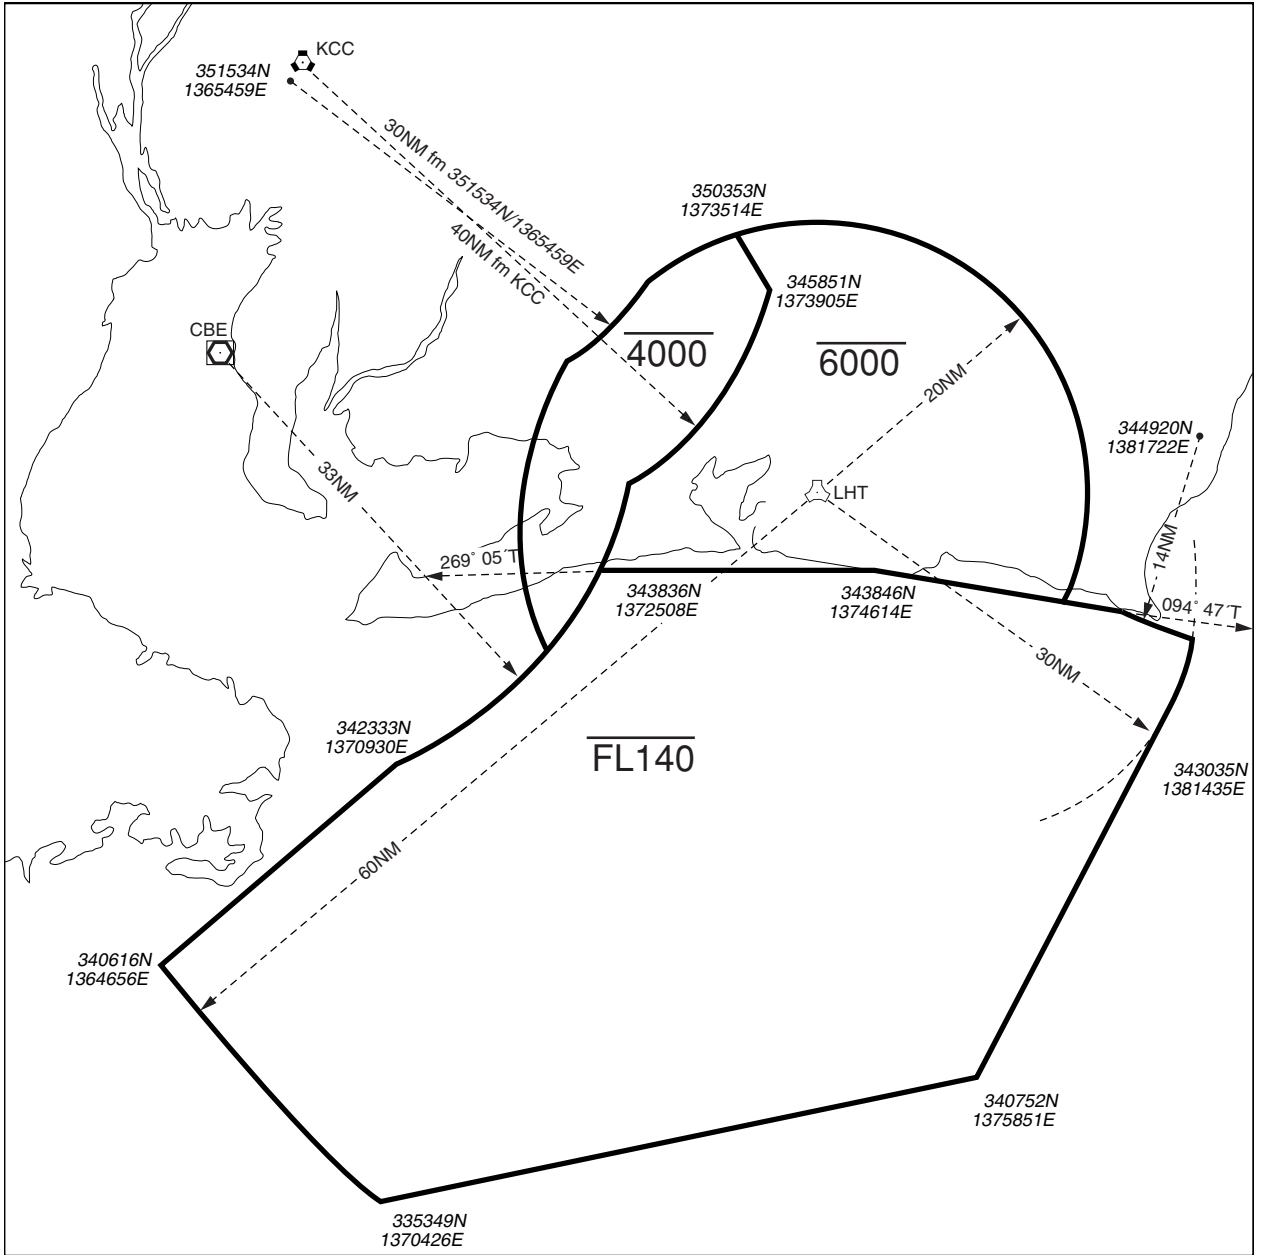 KCC
351534N
1365459E
30NM fm 351534N/1365459E
40NM fm KCC
350353N
1373514E
345851N
1373905E
CBE
4000
6000
20NM
344920N
1381722E
33NM
LHT
14NM
269° 05´T
343836N
1372508E
343846N
1374614E
094° 47´T
30NM
342333N
1370930E
FL140
343035N
1381435E
60NM
340616N
1364656E
340752N
1375851E
335349N
1370426E